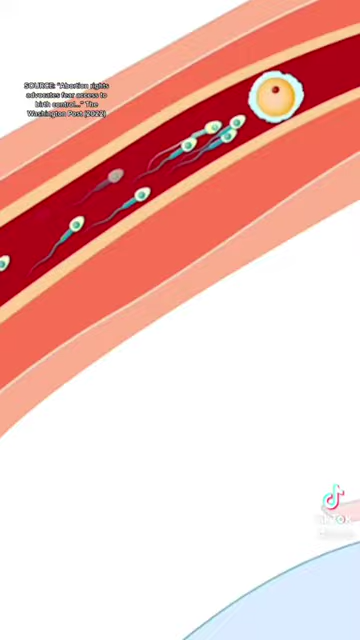 SOURCE: "Abortion rights
advocates fear access to
birth control..." The
Washington Post (2022)